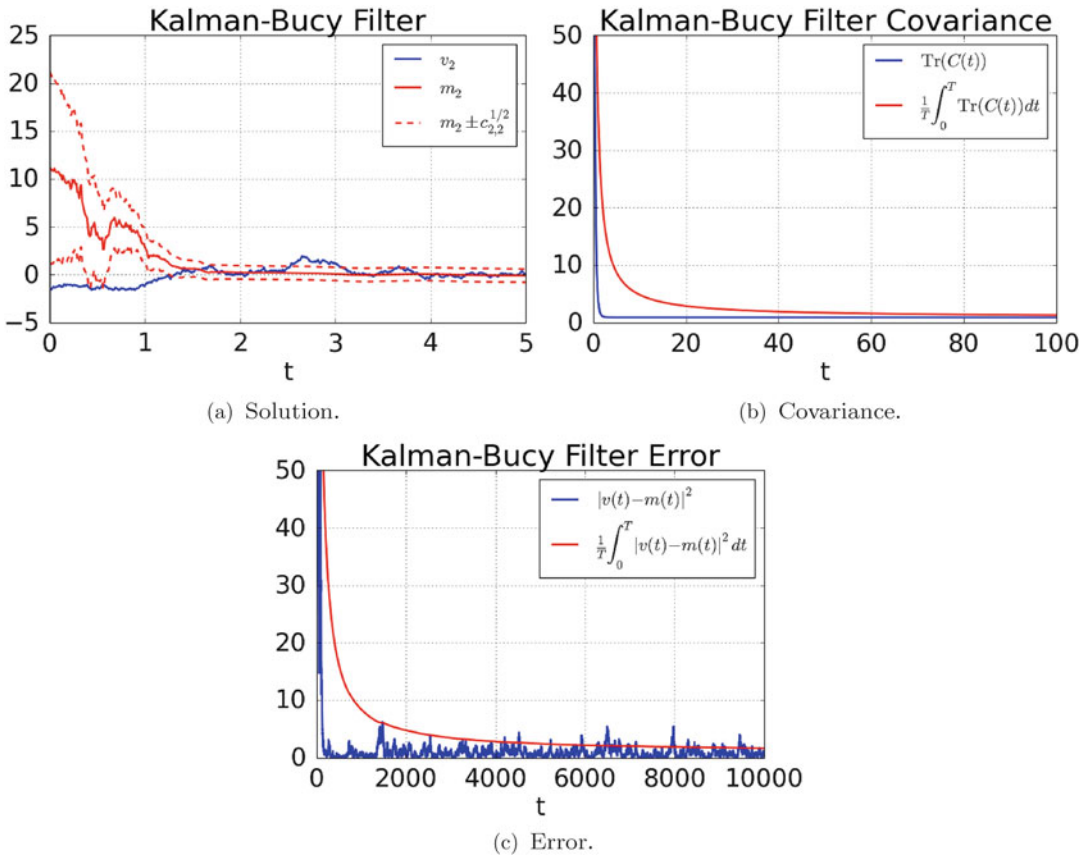 Kalman-Bucy Filter
25
20
15
10
5
0
−5
v₂
m₂
m₂ ± c₂,₂^{1/2}
0 1 2 3 4 5
t
(a) Solution.
Kalman-Bucy Filter Covariance
50
40
30
20
10
0
Tr(C(t))
1/T ∫₀ᵀ Tr(C(t))dt
0 20 40 60 80 100
t
(b) Covariance.
Kalman-Bucy Filter Error
50
40
30
20
10
0
|v(t)−m(t)|²
1/T ∫₀ᵀ |v(t)−m(t)|² dt
0 2000 4000 6000 8000 10000
t
(c) Error.